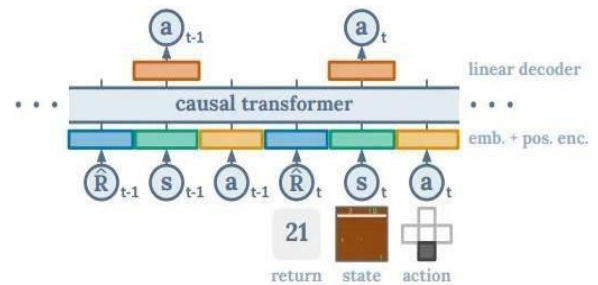 a t-1 a t
linear decoder
... causal transformer ...
emb. + pos. enc.
R̂ t-1 s t-1 a t-1 R̂ t s t a t
21
return state action